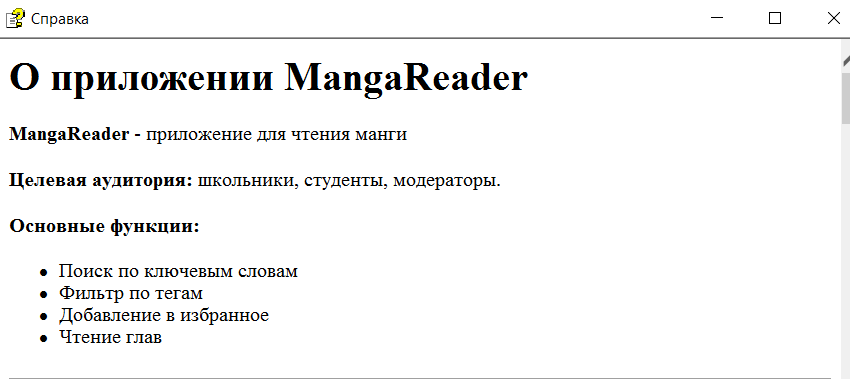 Справка
О приложении MangaReader
MangaReader - приложение для чтения манги
Целевая аудитория: школьники, студенты, модераторы.
Основные функции:
Поиск по ключевым словам
Фильтр по тегам
Добавление в избранное
Чтение глав